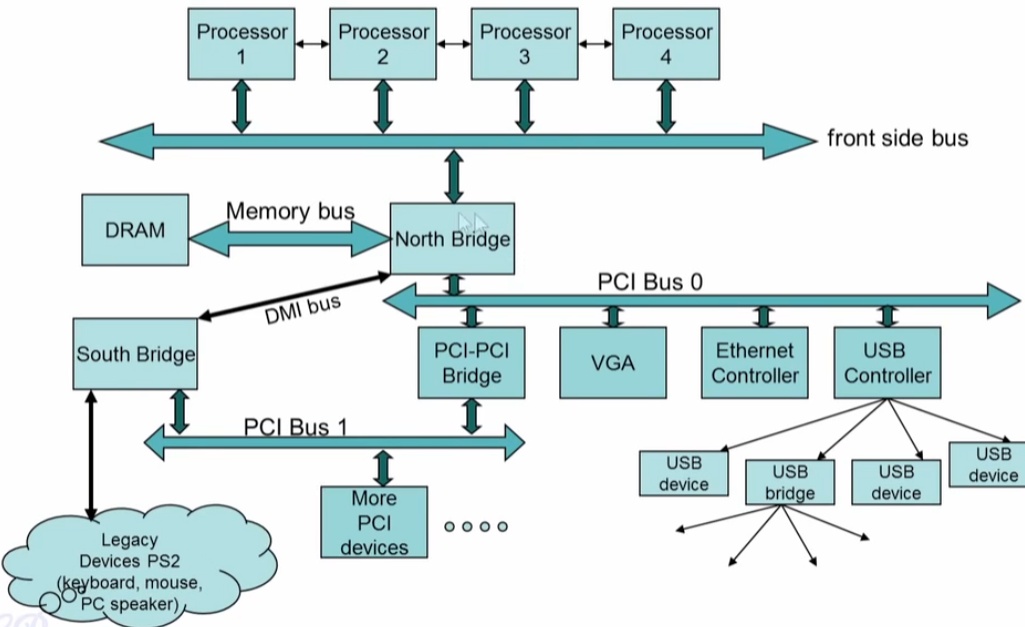 Processor
1
Processor
2
Processor
3
Processor
4
front side bus
DRAM
Memory bus
North Bridge
PCI Bus 0
DMI bus
South Bridge
PCI-PCI
Bridge
VGA
Ethernet
Controller
USB
Controller
PCI Bus 1
USB
device
USB
bridge
USB
device
USB
device
More
PCI
devices
Legacy
Devices PS2
(keyboard, mouse,
PC speaker)